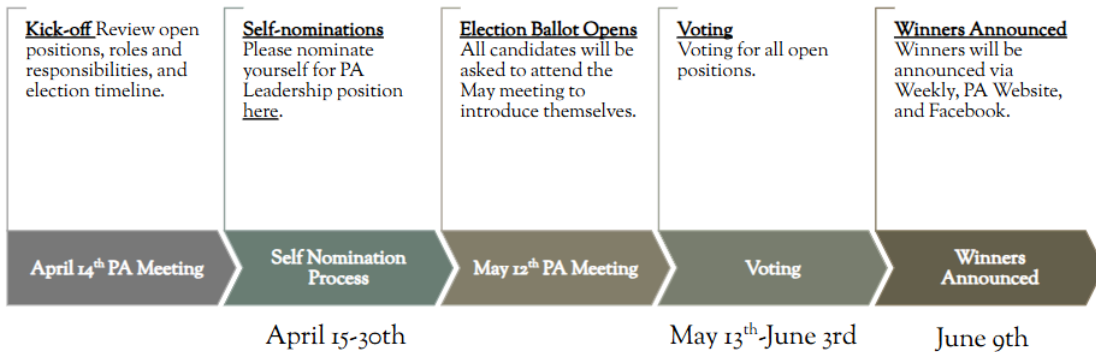 Kick-off Review open
positions, roles and
responsibilities, and
election timeline.
Self-nominations
Please nominate
yourself for PA
Leadership position
here.
Election Ballot Opens
All candidates will be
asked to attend the
May meeting to
introduce themselves.
Voting
Voting for all open
positions.
Winners Announced
Winners will be
announced via
Weekly, PA Website,
and Facebook.
April 14th PA Meeting
Self Nomination
Process
May 12th PA Meeting
Voting
Winners
Announced
April 15-30th
May 13th-June 3rd
June 9th